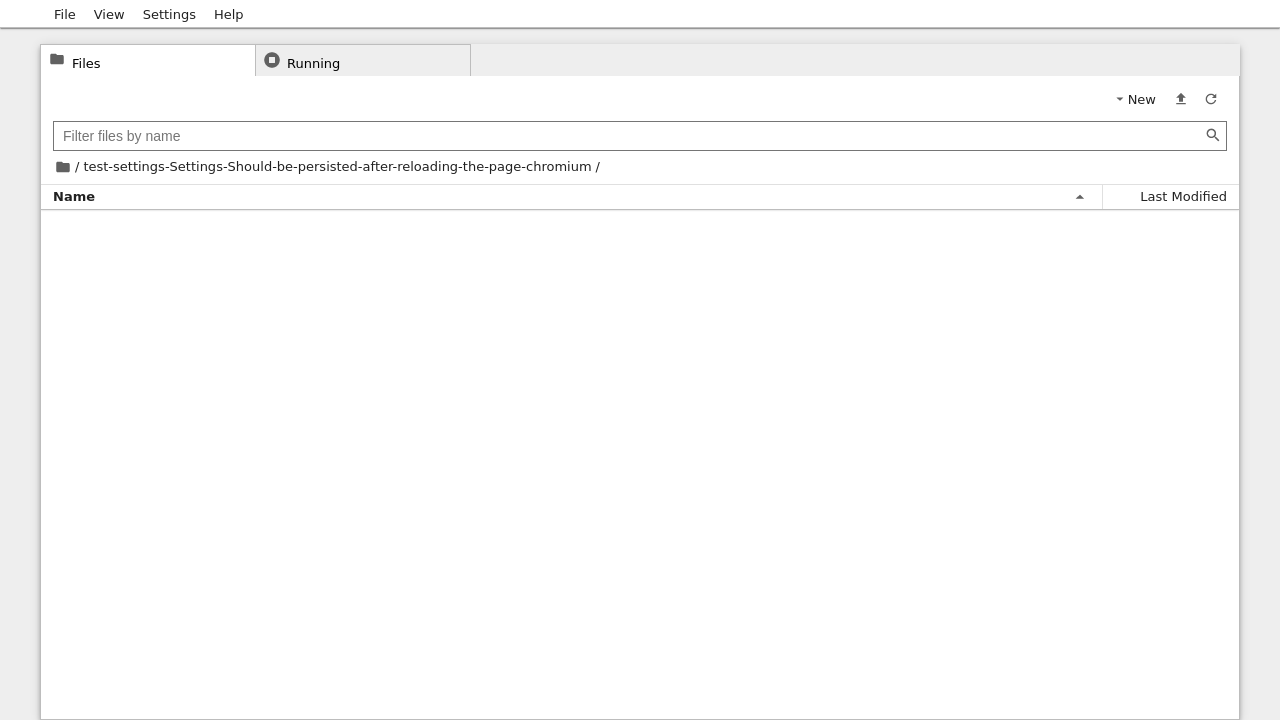 File View Settings Help
Files Running
New
Filter files by name
/ test-settings-Settings-Should-be-persisted-after-reloading-the-page-chromium /
Name Last Modified